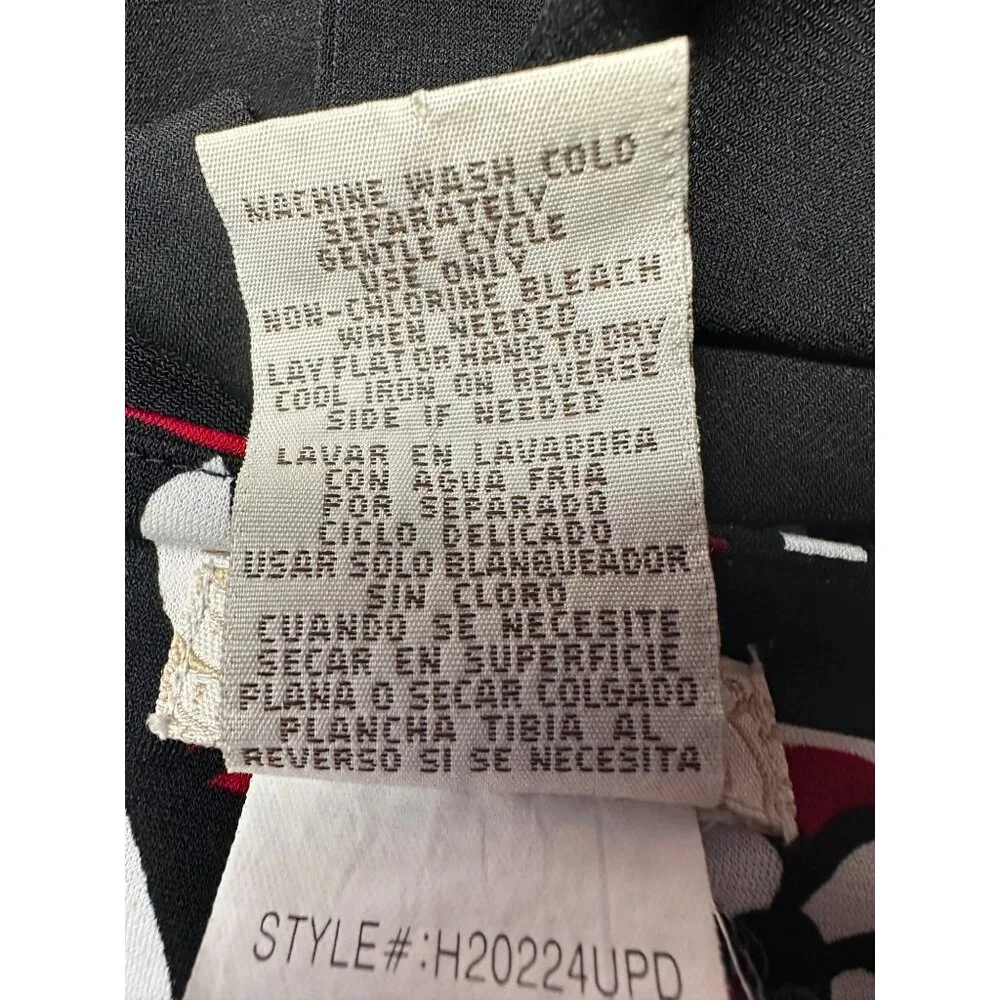 MACHINE WASH COLD
SEPARATELY
GENTLE CYCLE
USE ONLY
NON-CHLORINE BLEACH
WHEN NEEDED
LAY FLAT OR HANG TO DRY
COOL IRON ON REVERSE
SIDE IF NEEDED
LAVAR EN LAVADORA
CON AGUA FRIA
POR SEPARADO
CICLO DELICADO
USAR SOLO BLANQUEADOR
SIN CLORO
CUANDO SE NECESITE
SECAR EN SUPERFICIE
PLANA O SECAR COLGADO
PLANCHA TIBIA AL
REVERSO SI SE NECESITA
STYLE#:H20224UPD